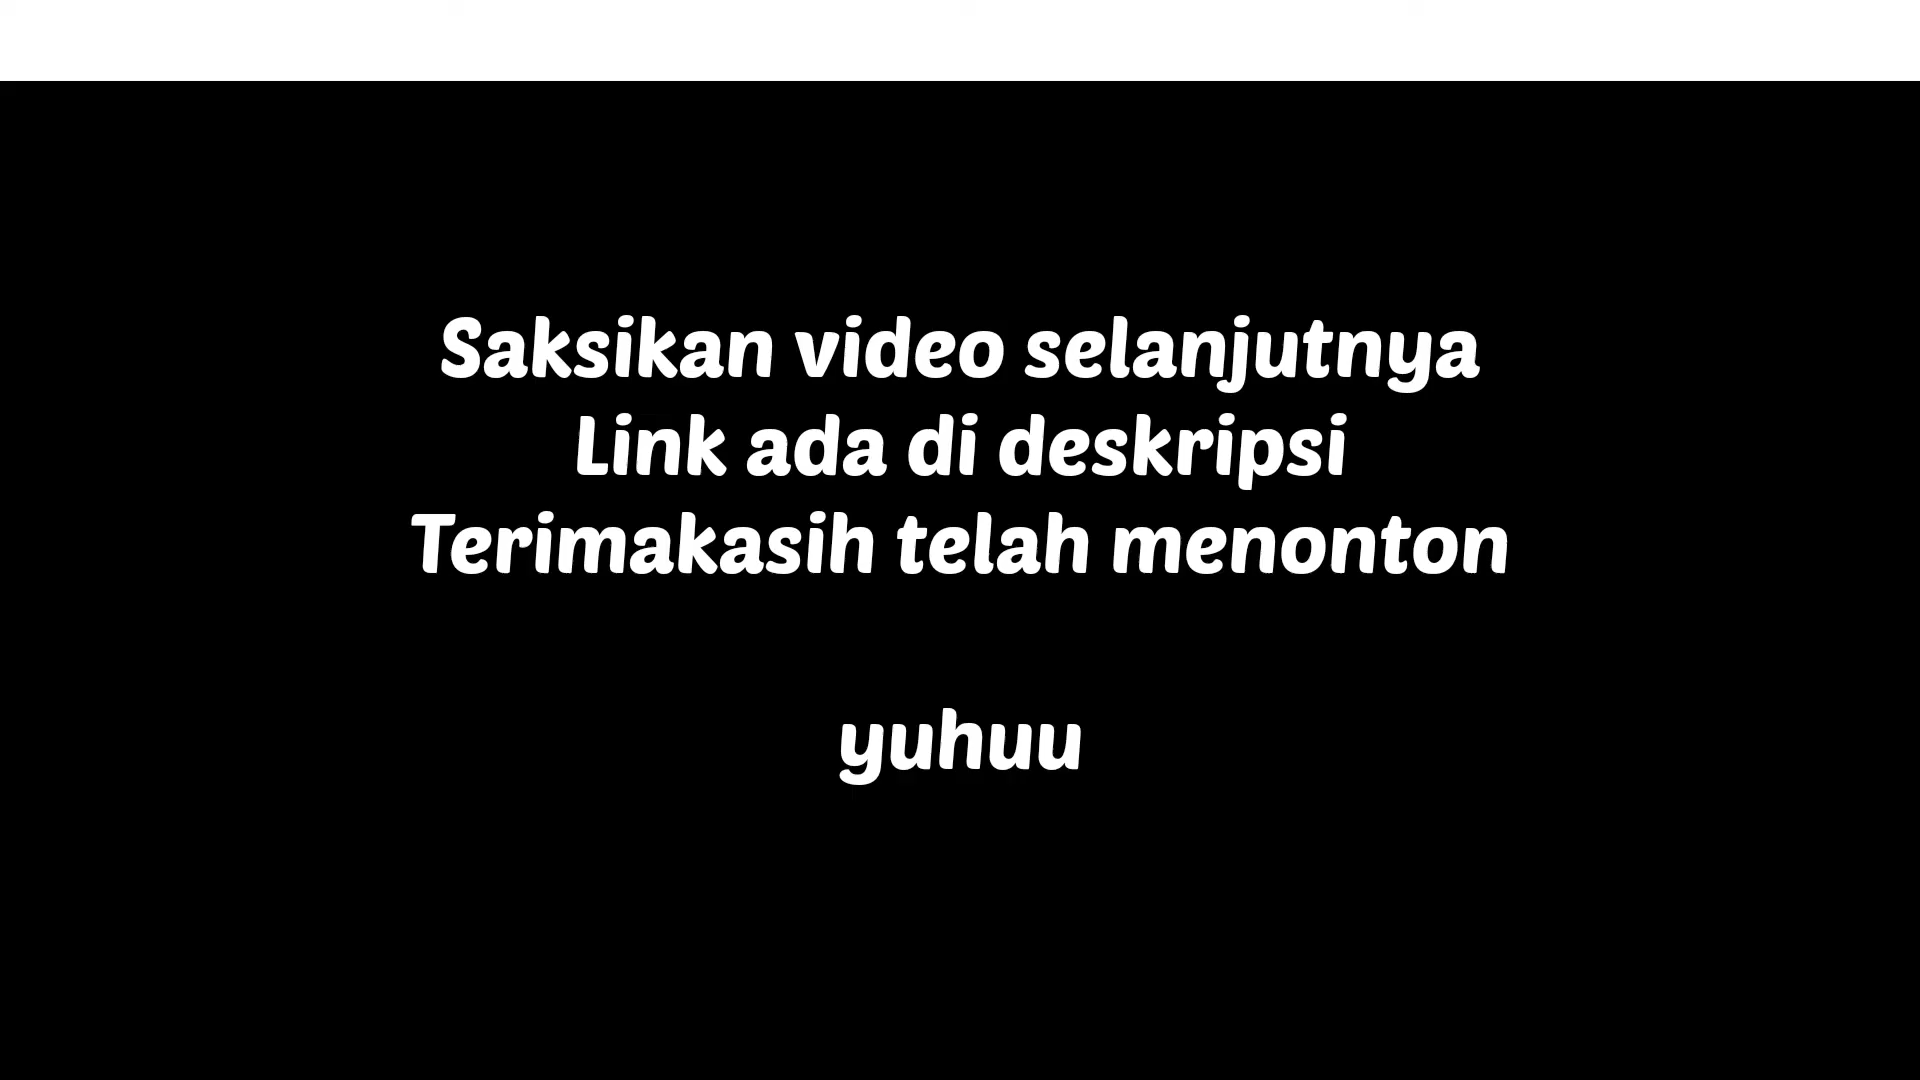 Saksikan video selanjutnya
Link ada di deskripsi
Terimakasih telah menonton
yuhuu